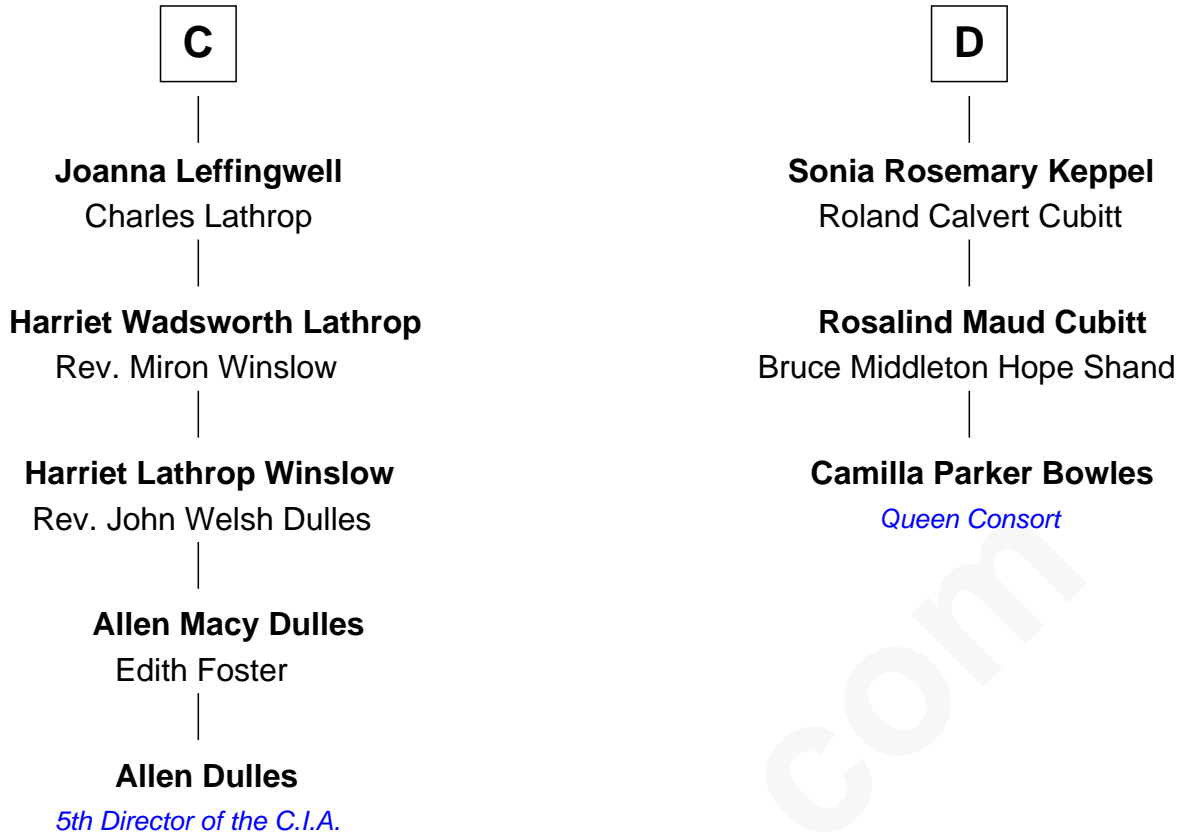 C
Joanna Leffingwell
Charles Lathrop
Harriet Wadsworth Lathrop
Rev. Miron Winslow
Harriet Lathrop Winslow
Rev. John Welsh Dulles
Allen Macy Dulles
Edith Foster
Allen Dulles
5th Director of the C.I.A.
D
Sonia Rosemary Keppel
Roland Calvert Cubitt
Rosalind Maud Cubitt
Bruce Middleton Hope Shand
Camilla Parker Bowles
Queen Consort
com